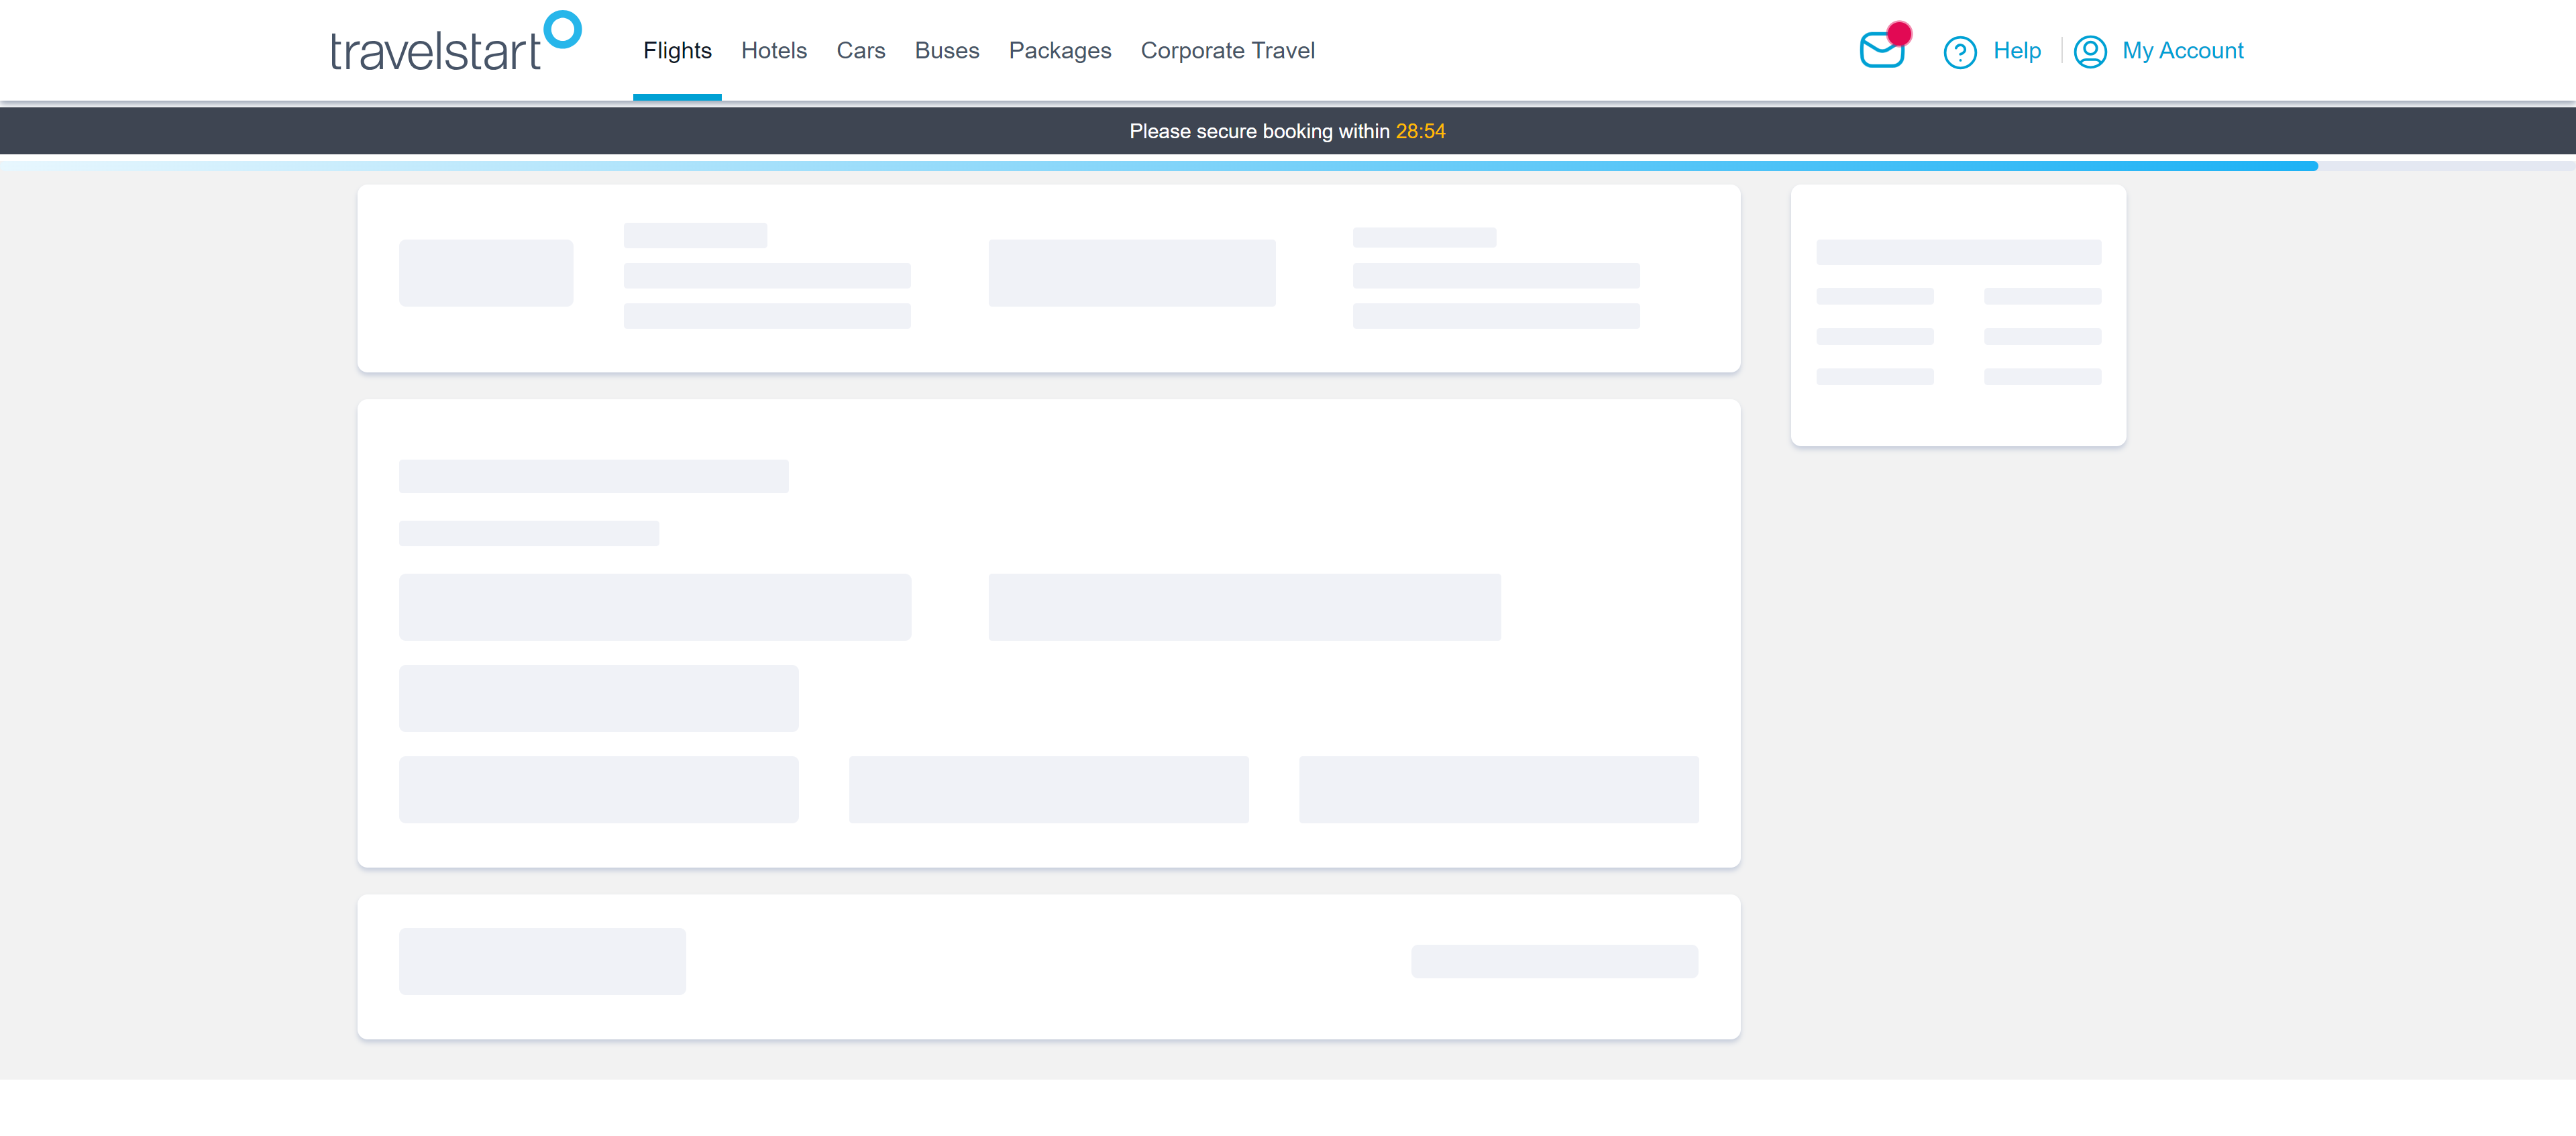 travelstart
Flights Hotels Cars Buses Packages Corporate Travel
Help My Account
Please secure booking within 28:54